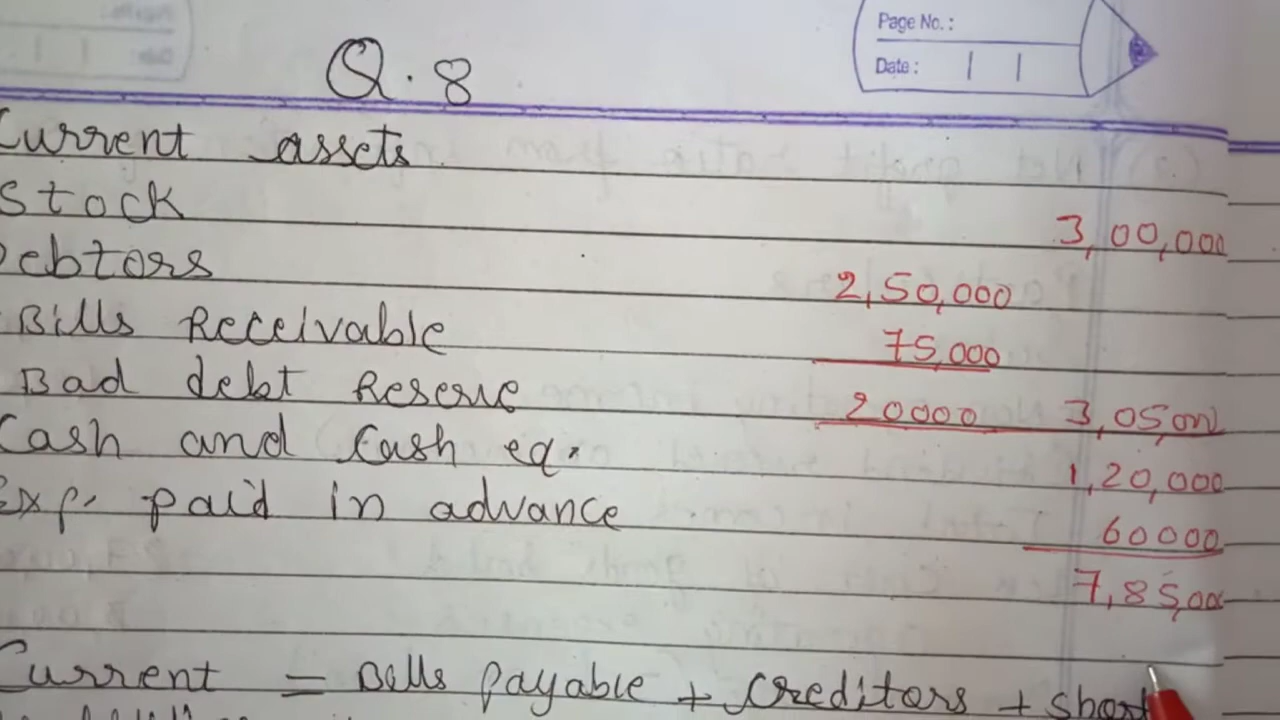 Page No. :
Date :
Q.8
Current assets
Stock 3,00,000
Debtors 2,50,000
Bills Receivable 75,000
Bad debt Reserve 20000 3,05,000
Cash and Cash eq.
1,20,000
Exp. paid in advance 60000
7,85,00
Current = Bills payable + Creditors + short